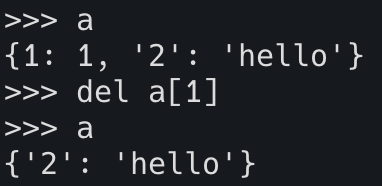 >>> a
{1: 1, '2': 'hello'}
>>> del a[1]
>>> a
{'2': 'hello'}